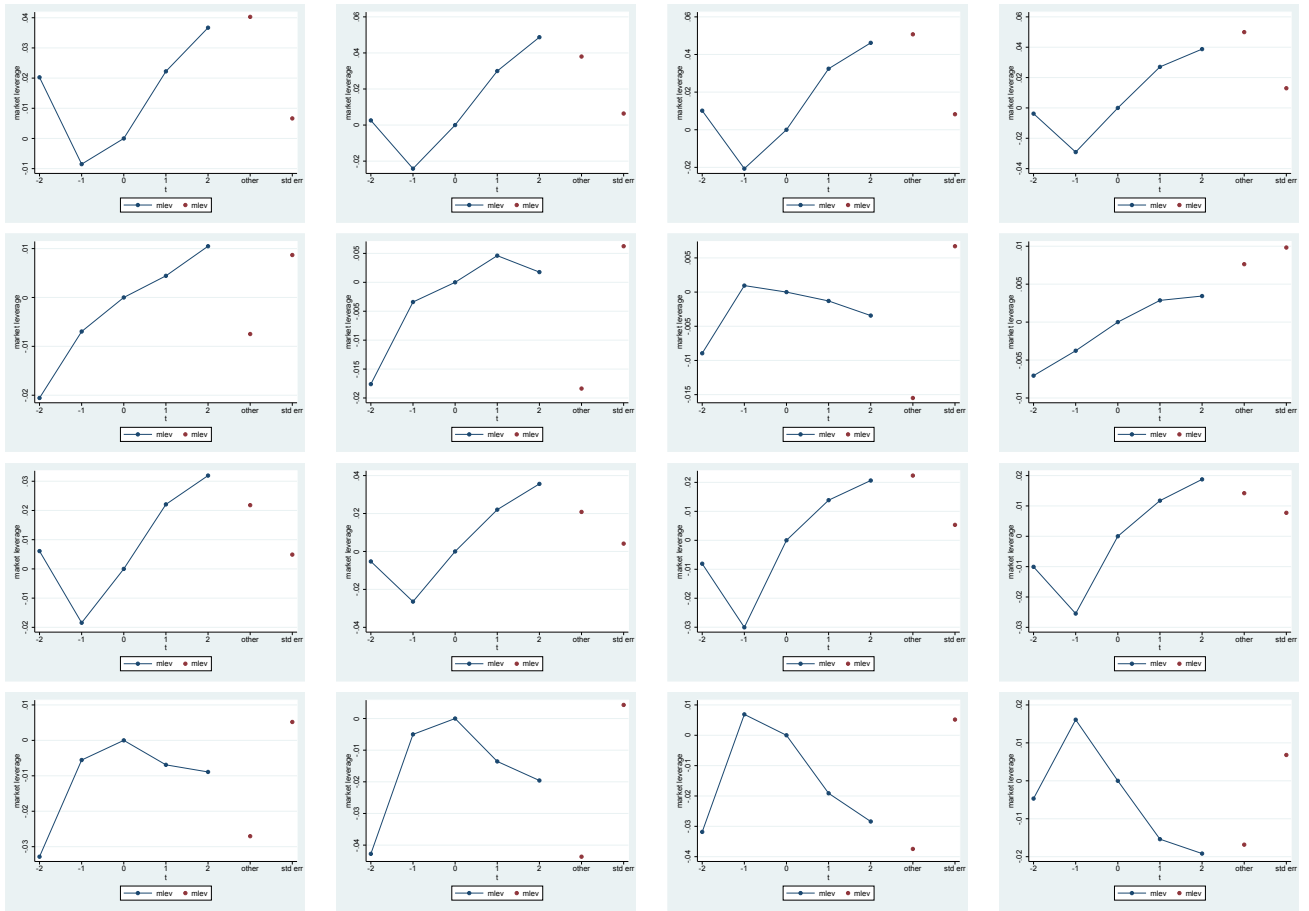 market leverage
-.01 0 .01 .02 .03 .04
-2 -1 0 1 2 other std err
t
mlev mlev
market leverage
-.02 0 .02 .04 .06
-2 -1 0 1 2 other std err
t
mlev mlev
market leverage
-.02 0 .02 .04 .06
-2 -1 0 1 2 other std err
t
mlev mlev
market leverage
-.04 -.02 0 .02 .04 .06
-2 -1 0 1 2 other std err
t
mlev mlev
market leverage
-.02 -.01 0 .01
-2 -1 0 1 2 other std err
t
mlev mlev
market leverage
-.02 -.015 -.01 -.005 0 .005
-2 -1 0 1 2 other std err
t
mlev mlev
market leverage
-.015 -.01 -.005 0 .005
-2 -1 0 1 2 other std err
t
mlev mlev
market leverage
-.01 -.005 0 .005 .01
-2 -1 0 1 2 other std err
t
mlev mlev
market leverage
-.02 -.01 0 .01 .02 .03
-2 -1 0 1 2 other std err
t
mlev mlev
market leverage
-.04 -.02 0 .02 .04
-2 -1 0 1 2 other std err
t
mlev mlev
market leverage
-.03 -.02 -.01 0 .01 .02
-2 -1 0 1 2 other std err
t
mlev mlev
market leverage
-.03 -.02 -.01 0 .01 .02
-2 -1 0 1 2 other std err
t
mlev mlev
market leverage
-.03 -.02 -.01 0 .01
-2 -1 0 1 2 other std err
t
mlev mlev
market leverage
-.04 -.03 -.02 -.01 0
-2 -1 0 1 2 other std err
t
mlev mlev
market leverage
-.04 -.03 -.02 -.01 0 .01
-2 -1 0 1 2 other std err
t
mlev mlev
market leverage
-.02 -.01 0 .01 .02
-2 -1 0 1 2 other std err
t
mlev mlev